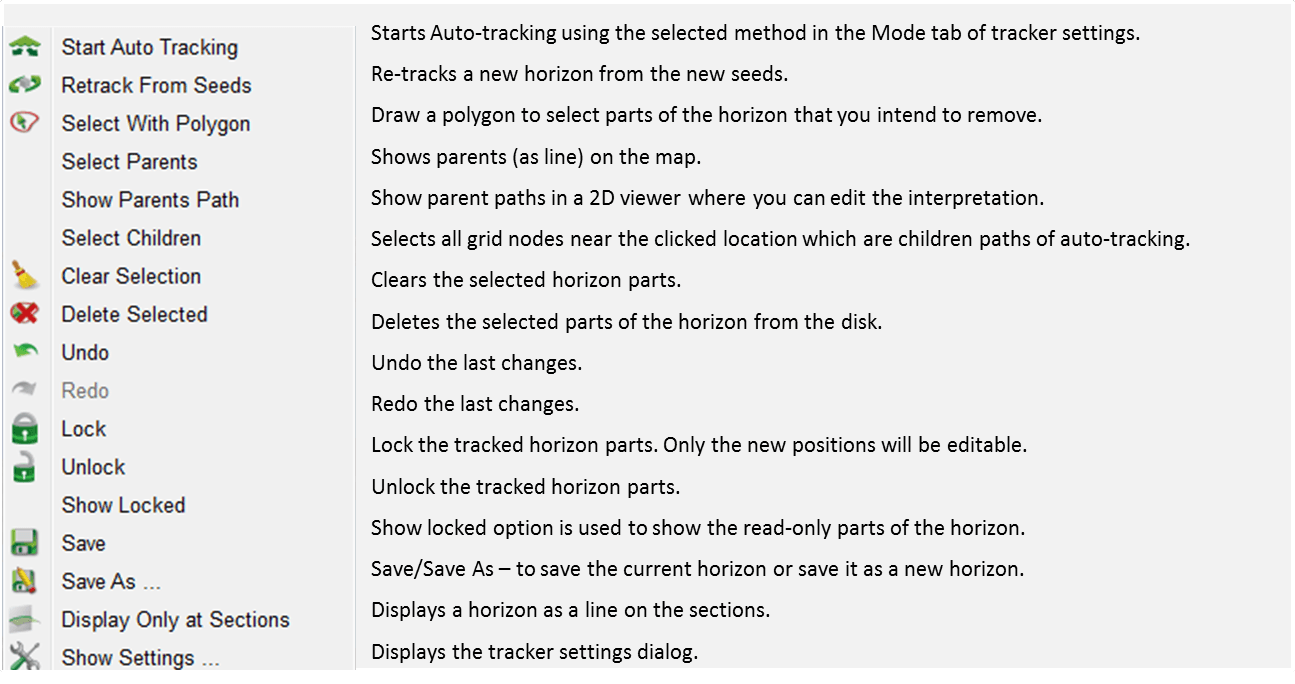 Start Auto Tracking
Starts Auto-tracking using the selected method in the Mode tab of tracker settings.
Retrack From Seeds
Re-tracks a new horizon from the new seeds.
Select With Polygon
Draw a polygon to select parts of the horizon that you intend to remove.
Select Parents
Shows parents (as line) on the map.
Show Parents Path
Show parent paths in a 2D viewer where you can edit the interpretation.
Select Children
Selects all grid nodes near the clicked location which are children paths of auto-tracking.
Clear Selection
Clears the selected horizon parts.
Delete Selected
Deletes the selected parts of the horizon from the disk.
Undo
Undo the last changes.
Redo
Redo the last changes.
Lock
Lock the tracked horizon parts. Only the new positions will be editable.
Unlock
Unlock the tracked horizon parts.
Show Locked
Show locked option is used to show the read-only parts of the horizon.
Save
Save As ...
Save/Save As – to save the current horizon or save it as a new horizon.
Display Only at Sections
Displays a horizon as a line on the sections.
Show Settings ...
Displays the tracker settings dialog.